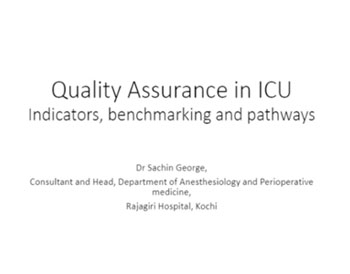 Quality Assurance in ICU
Indicators, benchmarking and pathways
Dr Sachin George,
Consultant and Head, Department of Anesthesiology and Perioperative
medicine,
Rajagiri Hospital, Kochi